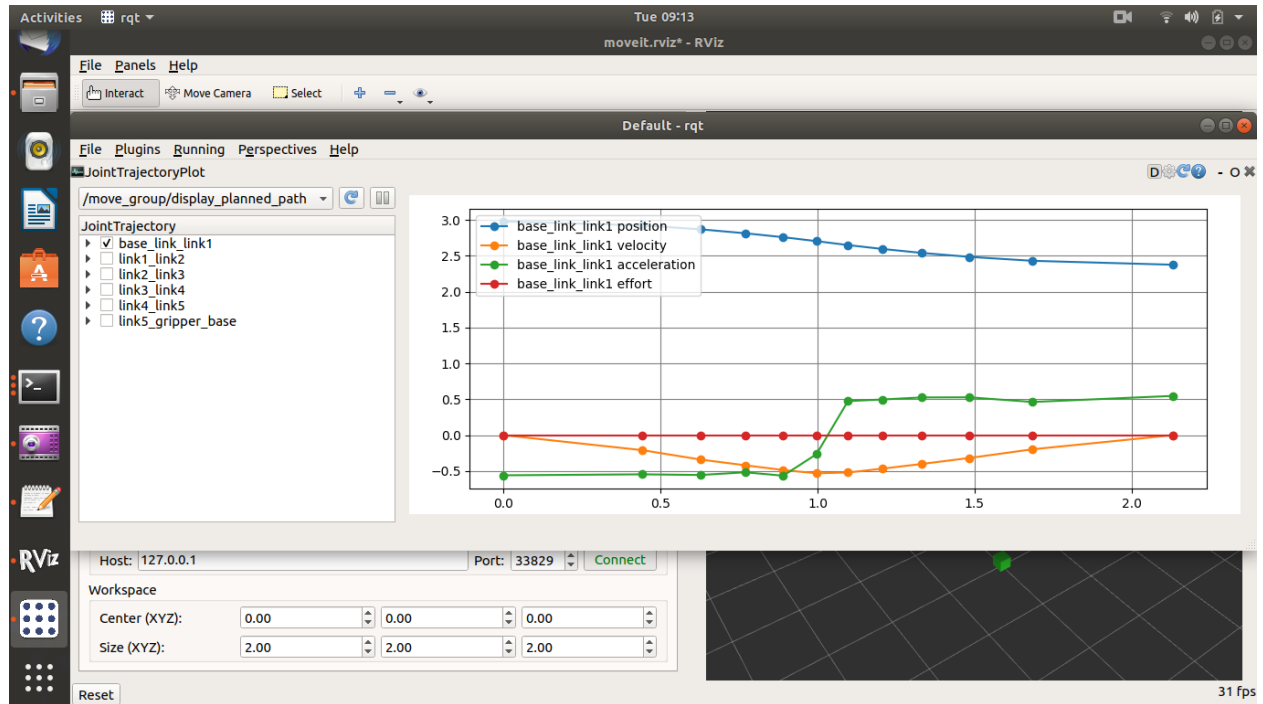 Activities rqt Tue 09:13
moveit.rviz* - RViz
File Panels Help
Interact Move Camera Select
Default - rqt
File Plugins Running Perspectives Help
JointTrajectoryPlot D - O
/move_group/display_planned_path
JointTrajectory
base_link_link1
link1_link2
link2_link3
link3_link4
link4_link5
link5_gripper_base
base_link_link1 position
base_link_link1 velocity
base_link_link1 acceleration
base_link_link1 effort
3.0
2.5
2.0
1.5
1.0
0.5
0.0
−0.5
0.0 0.5 1.0 1.5 2.0
RViz
Host: 127.0.0.1 Port: 33829 Connect
Workspace
Center (XYZ): 0.00 0.00 0.00
Size (XYZ): 2.00 2.00 2.00
Reset 31 fps